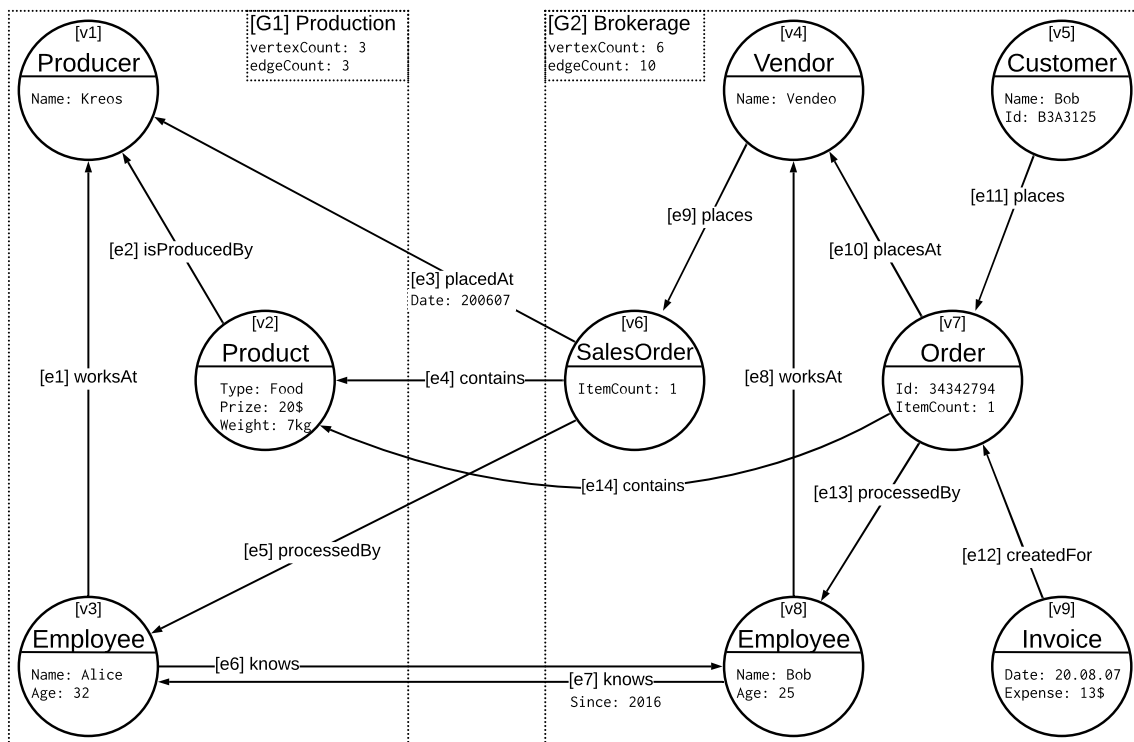 [G1] Production
vertexCount: 3
edgeCount: 3
[G2] Brokerage
vertexCount: 6
edgeCount: 10
[v1]
Producer
Name: Kreos
[v4]
Vendor
Name: Vendeo
[v5]
Customer
Name: Bob
Id: B3A3125
[e11] places
[e9] places
[e2] isProducedBy
[e10] placesAt
[e3] placedAt
Date: 200607
[v2]
Product
Type: Food
Prize: 20$
Weight: 7kg
[v6]
SalesOrder
ItemCount: 1
[v7]
Order
Id: 34342794
ItemCount: 1
[e1] worksAt
[e4] contains
[e8] worksAt
[e14] contains
[e13] processedBy
[e5] processedBy
[e12] createdFor
[v3]
Employee
Name: Alice
Age: 32
[e6] knows
[e7] knows
Since: 2016
[v8]
Employee
Name: Bob
Age: 25
[v9]
Invoice
Date: 20.08.07
Expense: 13$